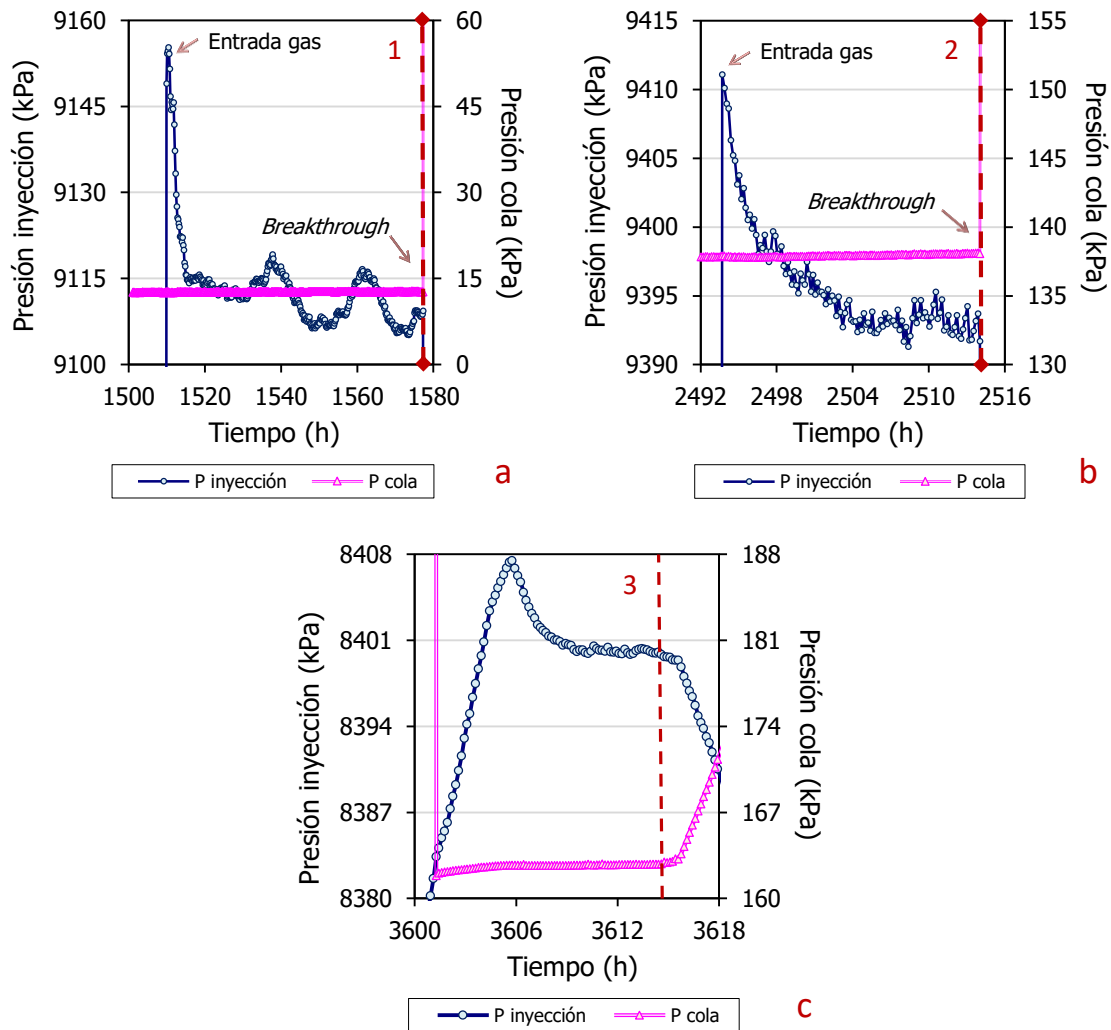 9160
9145
9130
9115
9100
Presión inyección (kPa)
60
45
30
15
0
Presión cola (kPa)
Entrada gas
1
Breakthrough
1500 1520 1540 1560 1580
Tiempo (h)
P inyección P cola
a
9415
9410
9405
9400
9395
9390
Presión inyección (kPa)
155
150
145
140
135
130
Presión cola (kPa)
Entrada gas
2
Breakthrough
2492 2498 2504 2510 2516
Tiempo (h)
P inyección P cola
b
8408
8401
8394
8387
8380
Presión inyección (kPa)
188
181
174
167
160
Presión cola (kPa)
3
3600 3606 3612 3618
Tiempo (h)
P inyección P cola
c